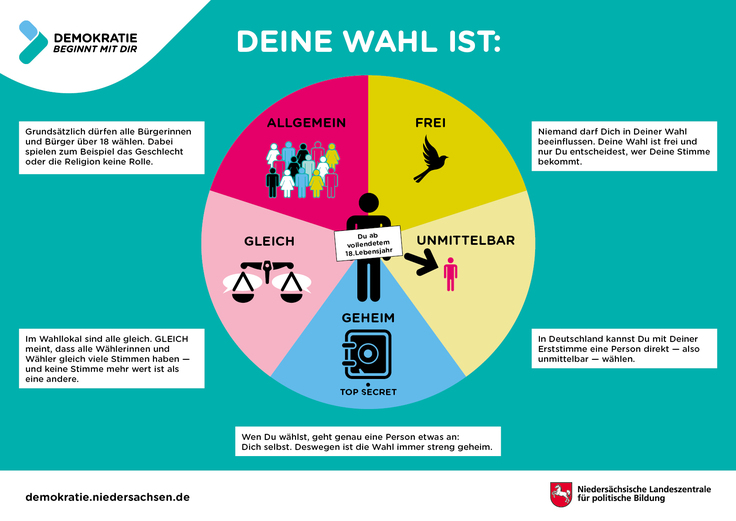 DEMOKRATIE
BEGINNT MIT DIR
DEINE WAHL IST:
ALLGEMEIN
FREI
Grundsätzlich dürfen alle Bürgerinnen
und Bürger über 18 wählen. Dabei
spielen zum Beispiel das Geschlecht
oder die Religion keine Rolle.
Niemand darf Dich in Deiner Wahl
beeinflussen. Deine Wahl ist frei und
nur Du entscheidest, wer Deine Stimme
bekommt.
GLEICH
Du ab
vollendetem
18.Lebensjahr
UNMITTELBAR
GEHEIM
TOP SECRET
Im Wahllokal sind alle gleich. GLEICH
meint, dass alle Wählerinnen und
Wähler gleich viele Stimmen haben —
und keine Stimme mehr wert ist als
eine andere.
In Deutschland kannst Du mit Deiner
Erststimme eine Person direkt — also
unmittelbar — wählen.
Wen Du wählst, geht genau eine Person etwas an:
Dich selbst. Deswegen ist die Wahl immer streng geheim.
demokratie.niedersachsen.de
Niedersächsische Landeszentrale
für politische Bildung